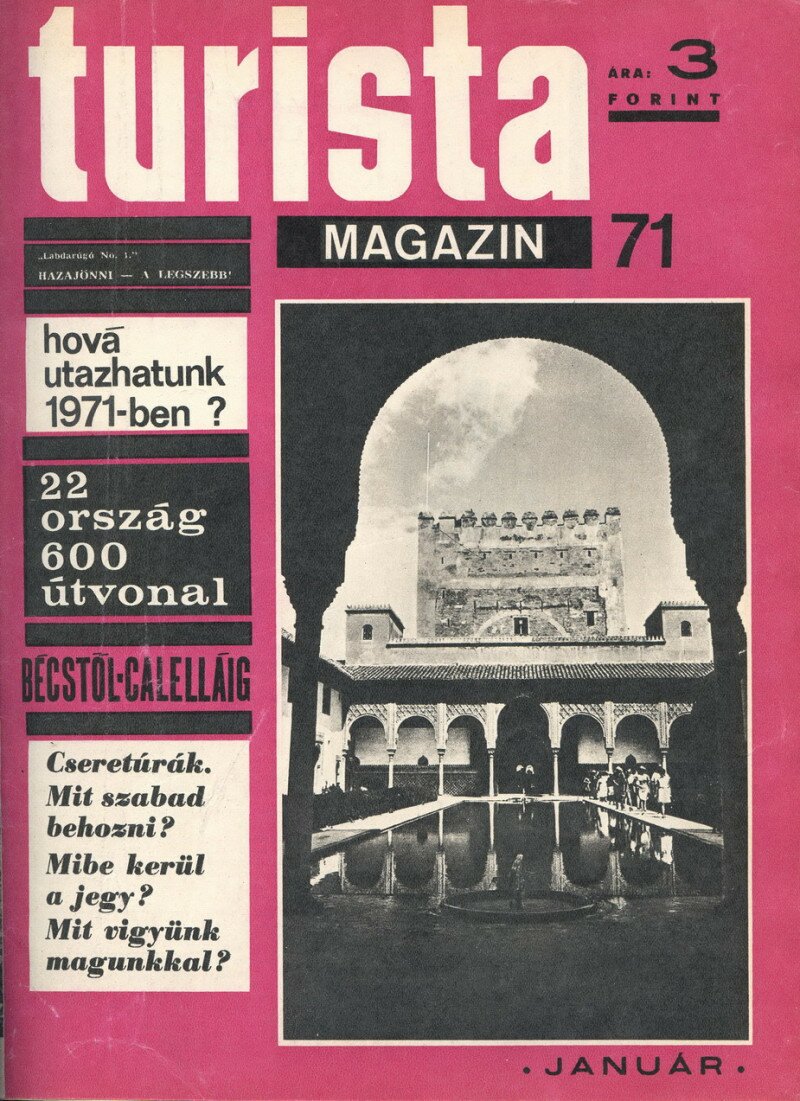 turista
ÁRA: 3
FORINT
MAGAZIN 71
„Labdarúgó No. 1."
HAZAJÖNNI — A LEGSZEBB!
hová
utazhatunk
1971-ben ?
22
ország
600
útvonal
BÉCSTŐL-CALELLÁIG
Cseretúrák.
Mit szabad
behozni?
Mibe kerül
a jegy?
Mit vigyünk
magunkkal?
• JANUÁR •